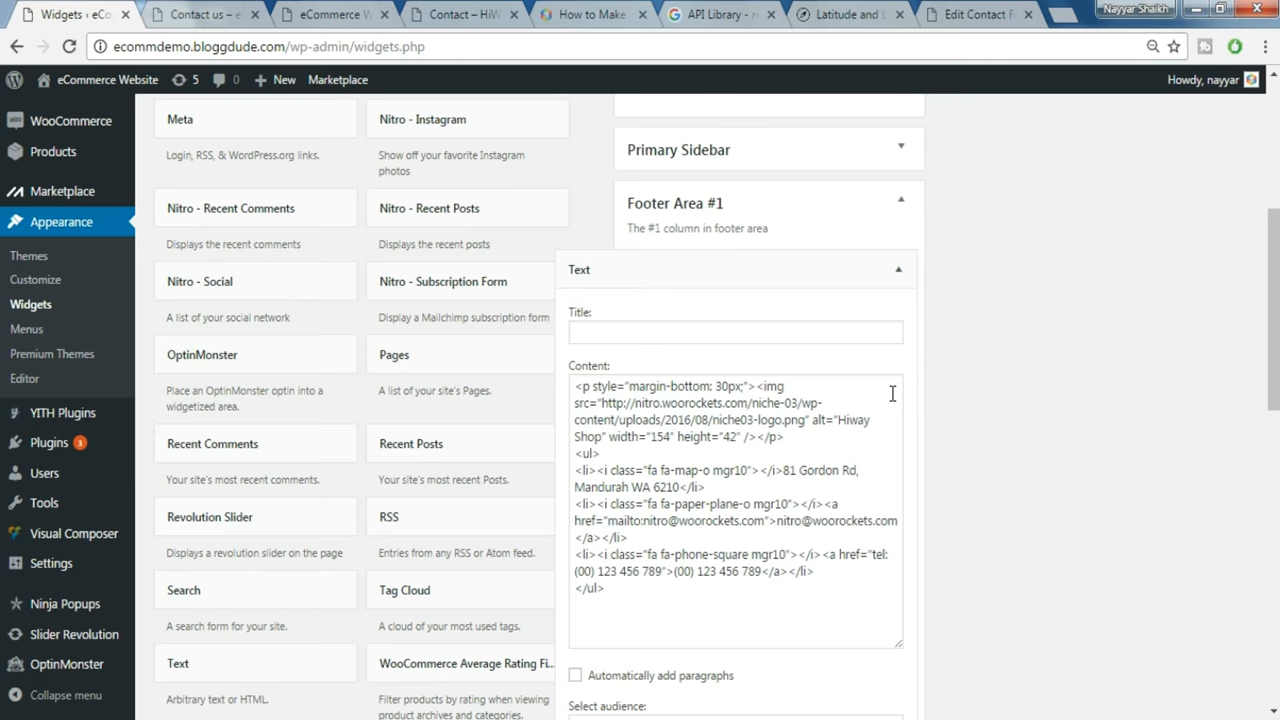 Widgets ‹ eCo
Contact us – e
eCommerce W
Contact – HiW
How to Make
API Library - r
Latitude and L
Edit Contact F
Nayyar Shaikh
ecommdemo.bloggdude.com/wp-admin/widgets.php
eCommerce Website
5
0
New
Marketplace
Howdy, nayyar
WooCommerce
Products
Marketplace
Appearance
Themes
Customize
Widgets
Menus
Premium Themes
Editor
YITH Plugins
Plugins 3
Users
Tools
Visual Composer
Settings
Ninja Popups
Slider Revolution
OptinMonster
Collapse menu
Meta
Login, RSS, & WordPress.org links.
Nitro - Instagram
Show off your favorite Instagram
photos
Nitro - Recent Comments
Displays the recent comments
Nitro - Recent Posts
Displays the recent posts
Nitro - Social
A list of your social network
Nitro - Subscription Form
Display a Mailchimp subscription form
OptinMonster
Place an OptinMonster optin into a
widgetized area.
Pages
A list of your site's Pages.
Recent Comments
Your site's most recent comments.
Recent Posts
Your site's most recent Posts.
Revolution Slider
Displays a revolution slider on the page
RSS
Entries from any RSS or Atom feed.
Search
A search form for your site.
Tag Cloud
A cloud of your most used tags.
Text
Arbitrary text or HTML.
WooCommerce Average Rating Fi...
Filter products by rating when viewing
product archives and categories.
Primary Sidebar
Footer Area #1
The #1 column in footer area
Text
Title:
Content:
<p style="margin-bottom: 30px;"><img
src="http://nitro.woorockets.com/niche-03/wp-
content/uploads/2016/08/niche03-logo.png" alt="Hiway
Shop" width="154" height="42" /></p>
<ul>
<li><i class="fa fa-map-o mgr10"></i>81 Gordon Rd,
Mandurah WA 6210</li>
<li><i class="fa fa-paper-plane-o mgr10"></i><a
href="mailto:nitro@woorockets.com">nitro@woorockets.com
</a></li>
<li><i class="fa fa-phone-square mgr10"></i><a href="tel:
(00) 123 456 789">(00) 123 456 789</a></li>
</ul>
Automatically add paragraphs
Select audience: